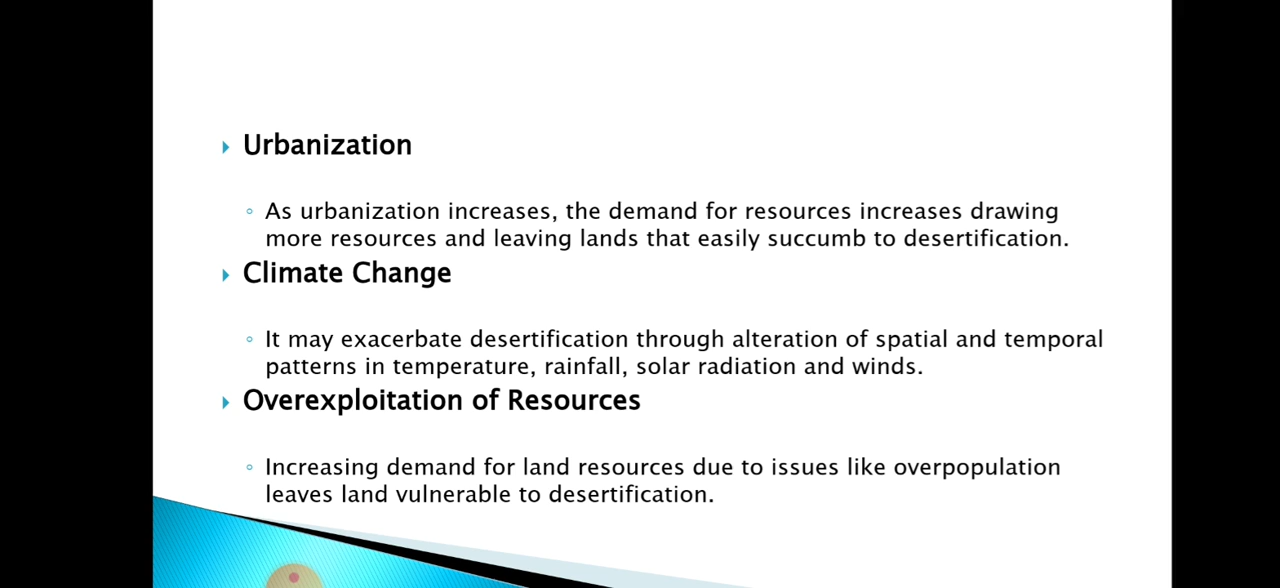 Urbanization
As urbanization increases, the demand for resources increases drawing
more resources and leaving lands that easily succumb to desertification.
Climate Change
It may exacerbate desertification through alteration of spatial and temporal
patterns in temperature, rainfall, solar radiation and winds.
Overexploitation of Resources
Increasing demand for land resources due to issues like overpopulation
leaves land vulnerable to desertification.